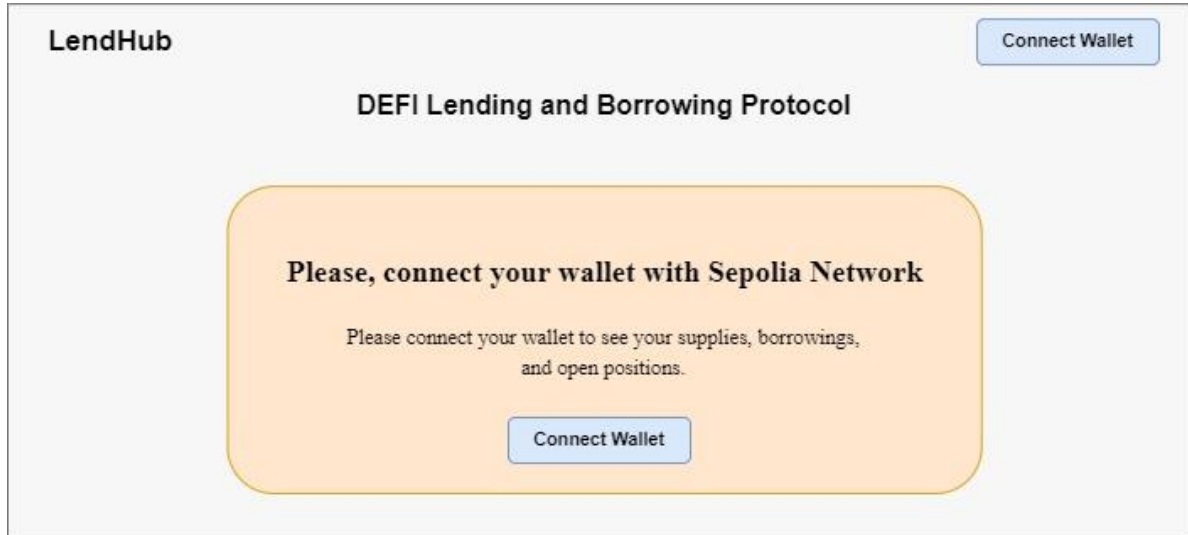 LendHub
Connect Wallet
DEFI Lending and Borrowing Protocol
Please, connect your wallet with Sepolia Network
Please connect your wallet to see your supplies, borrowings,
and open positions.
Connect Wallet